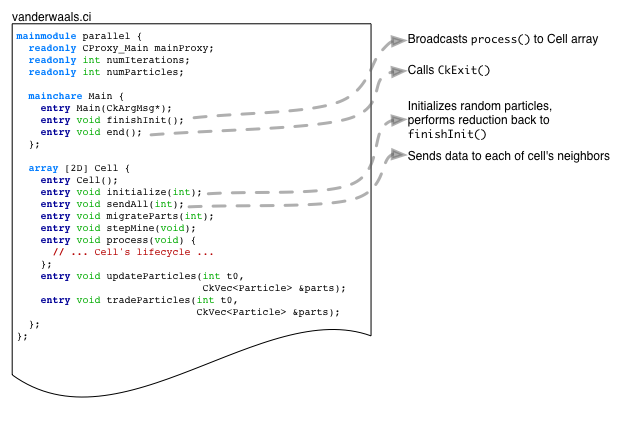 vanderwaals.ci
mainmodule parallel {
  readonly CProxy_Main mainProxy;
  readonly int numIterations;
  readonly int numParticles;

  mainchare Main {
    entry Main(CkArgMsg*);
    entry void finishInit();
    entry void end();
  };

  array [2D] Cell {
    entry Cell();
    entry void initialize(int);
    entry void sendAll(int);
    entry void migrateParts(int);
    entry void stepMine(void);
    entry void process(void) {
      // ... Cell's lifecycle ...
    };
    entry void updateParticles(int t0,
                               CkVec<Particle> &parts);
    entry void tradeParticles(int t0,
                              CkVec<Particle> &parts);
  };
};
Broadcasts process() to Cell array
Calls CkExit()
Initializes random particles,
performs reduction back to
finishInit()
Sends data to each of cell's neighbors